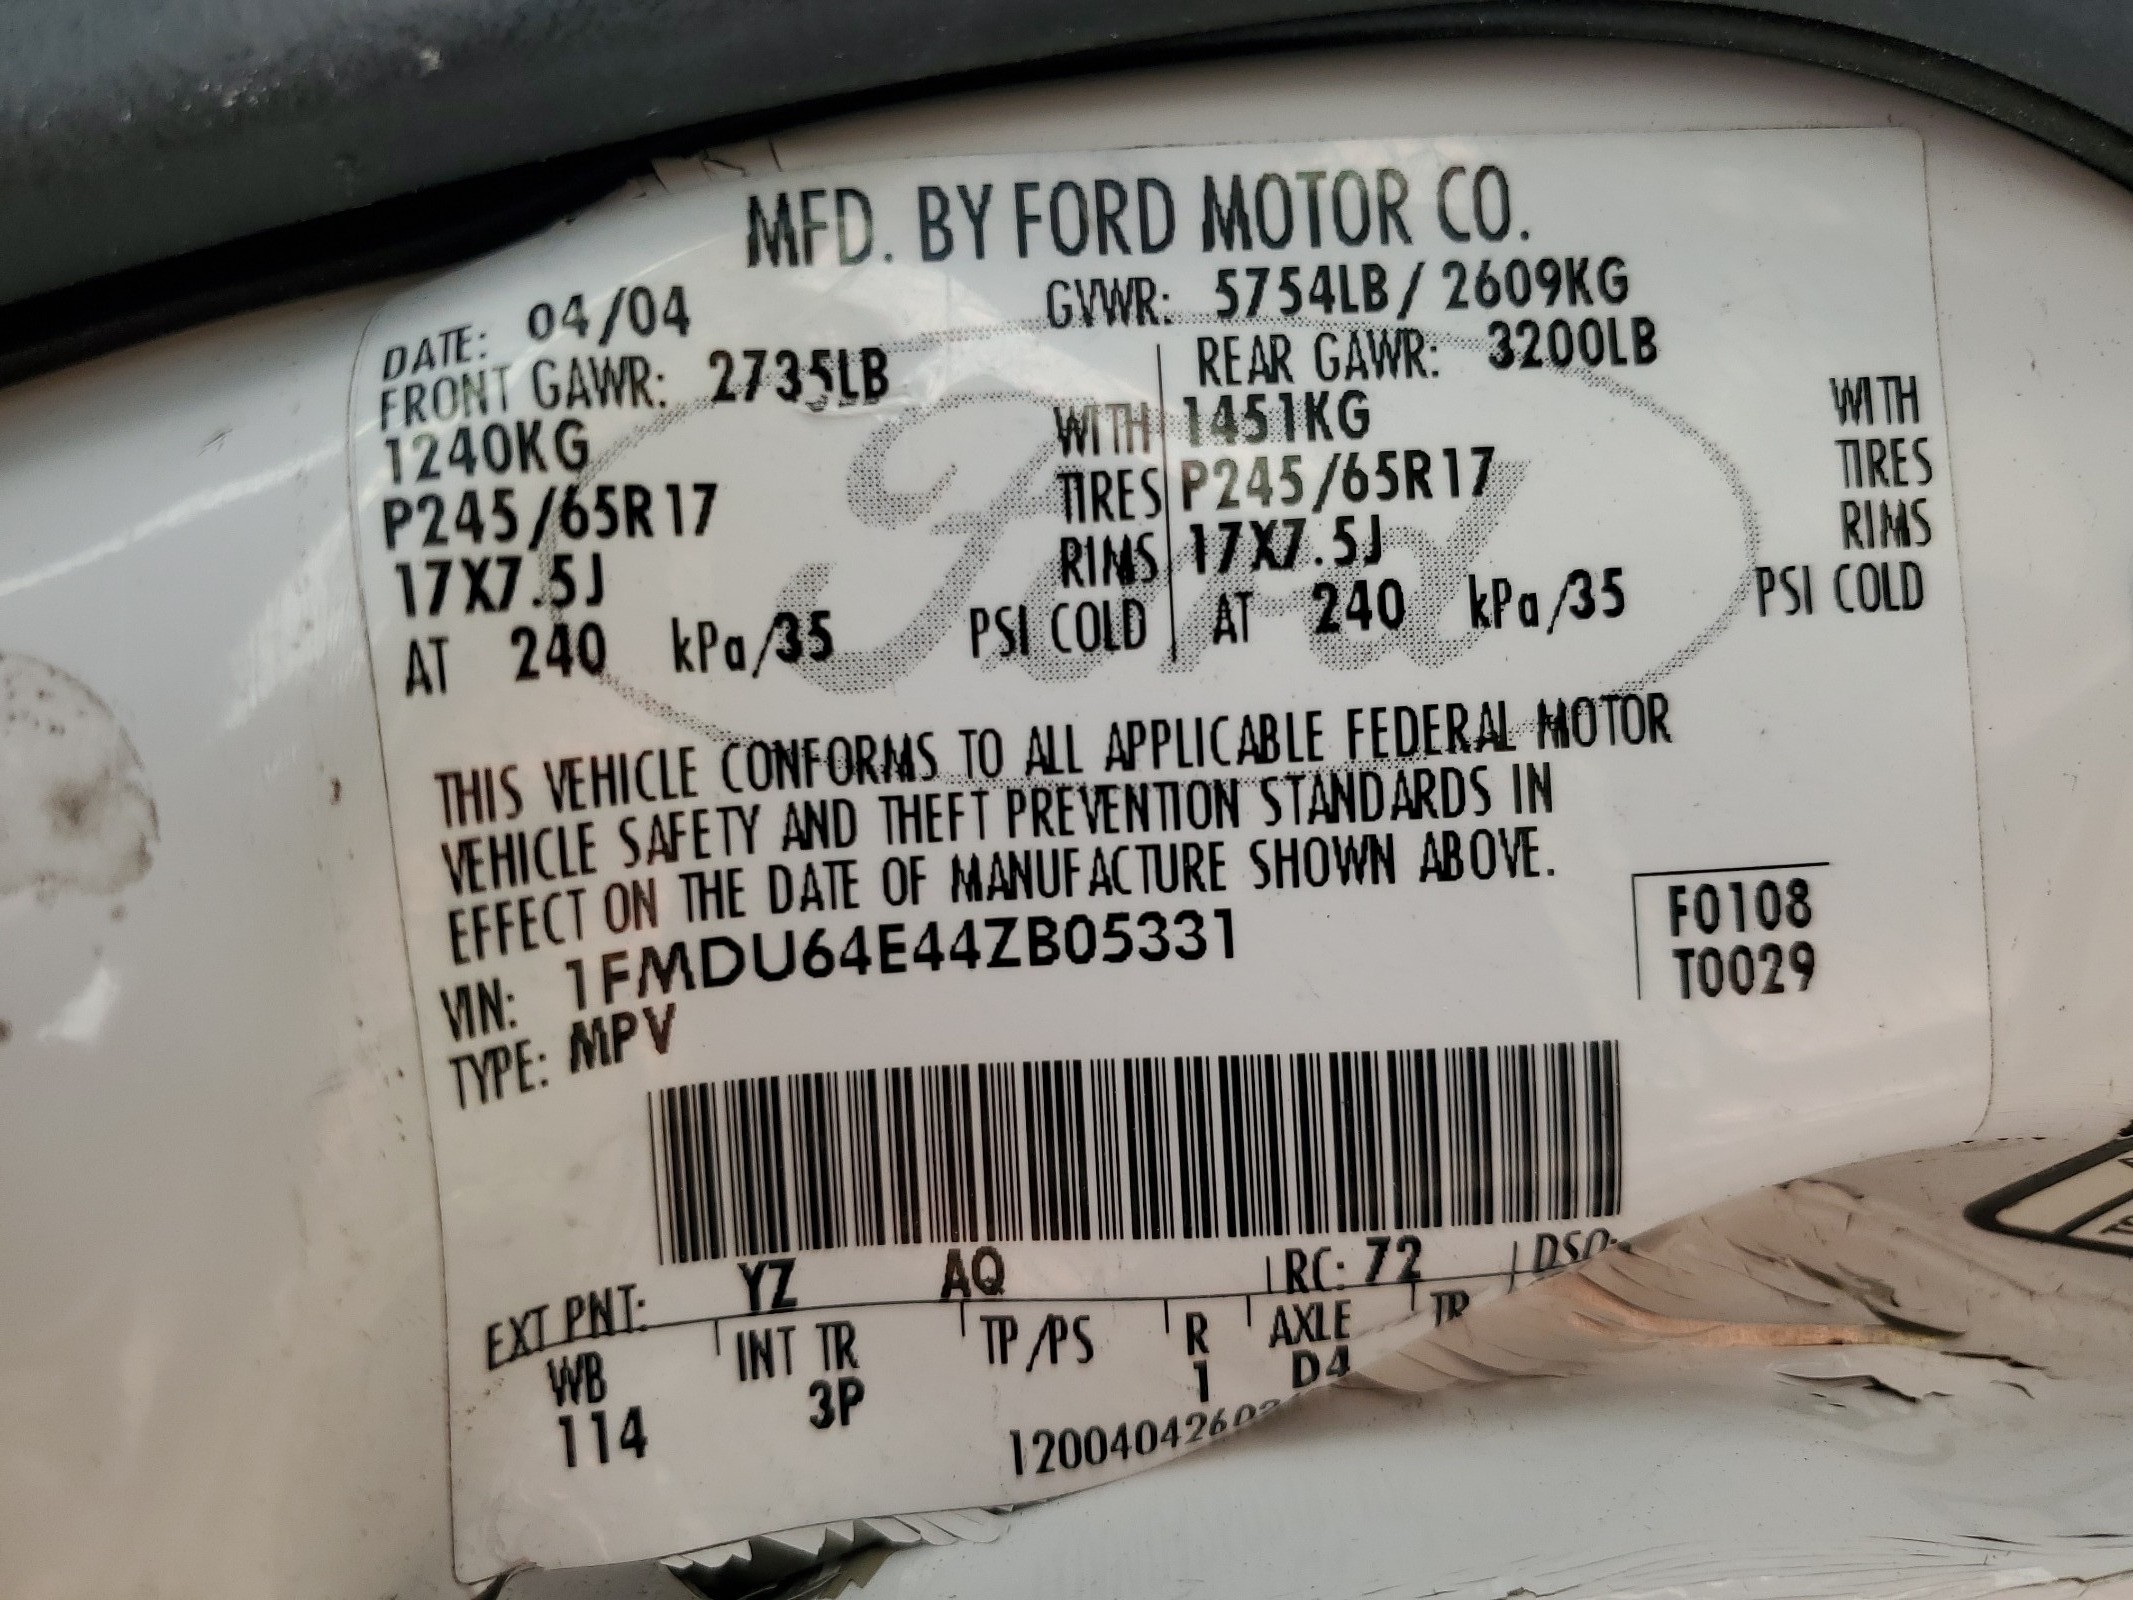 MFD. BY FORD MOTOR CO.
DATE: 04/04 GVWR: 5754LB/2609KG
FRONT GAWR: 2735LB REAR GAWR: 3200LB
1240KG WITH 1451KG WITH
P245/65R17 TIRES P245/65R17 TIRES
17X7.5J RIMS 17X7.5J RIMS
AT 240 kPa/35 PSI COLD AT 240 kPa/35 PSI COLD
Ford
THIS VEHICLE CONFORMS TO ALL APPLICABLE FEDERAL MOTOR
VEHICLE SAFETY AND THEFT PREVENTION STANDARDS IN
EFFECT ON THE DATE OF MANUFACTURE SHOWN ABOVE.
VIN: 1FMDU64E44ZB05331 F0108
TYPE: MPV T0029
EXT PNT: YZ AQ RC: 72 DSO:
WB INT TR TP/PS R AXLE TR
114 3P 1 D4